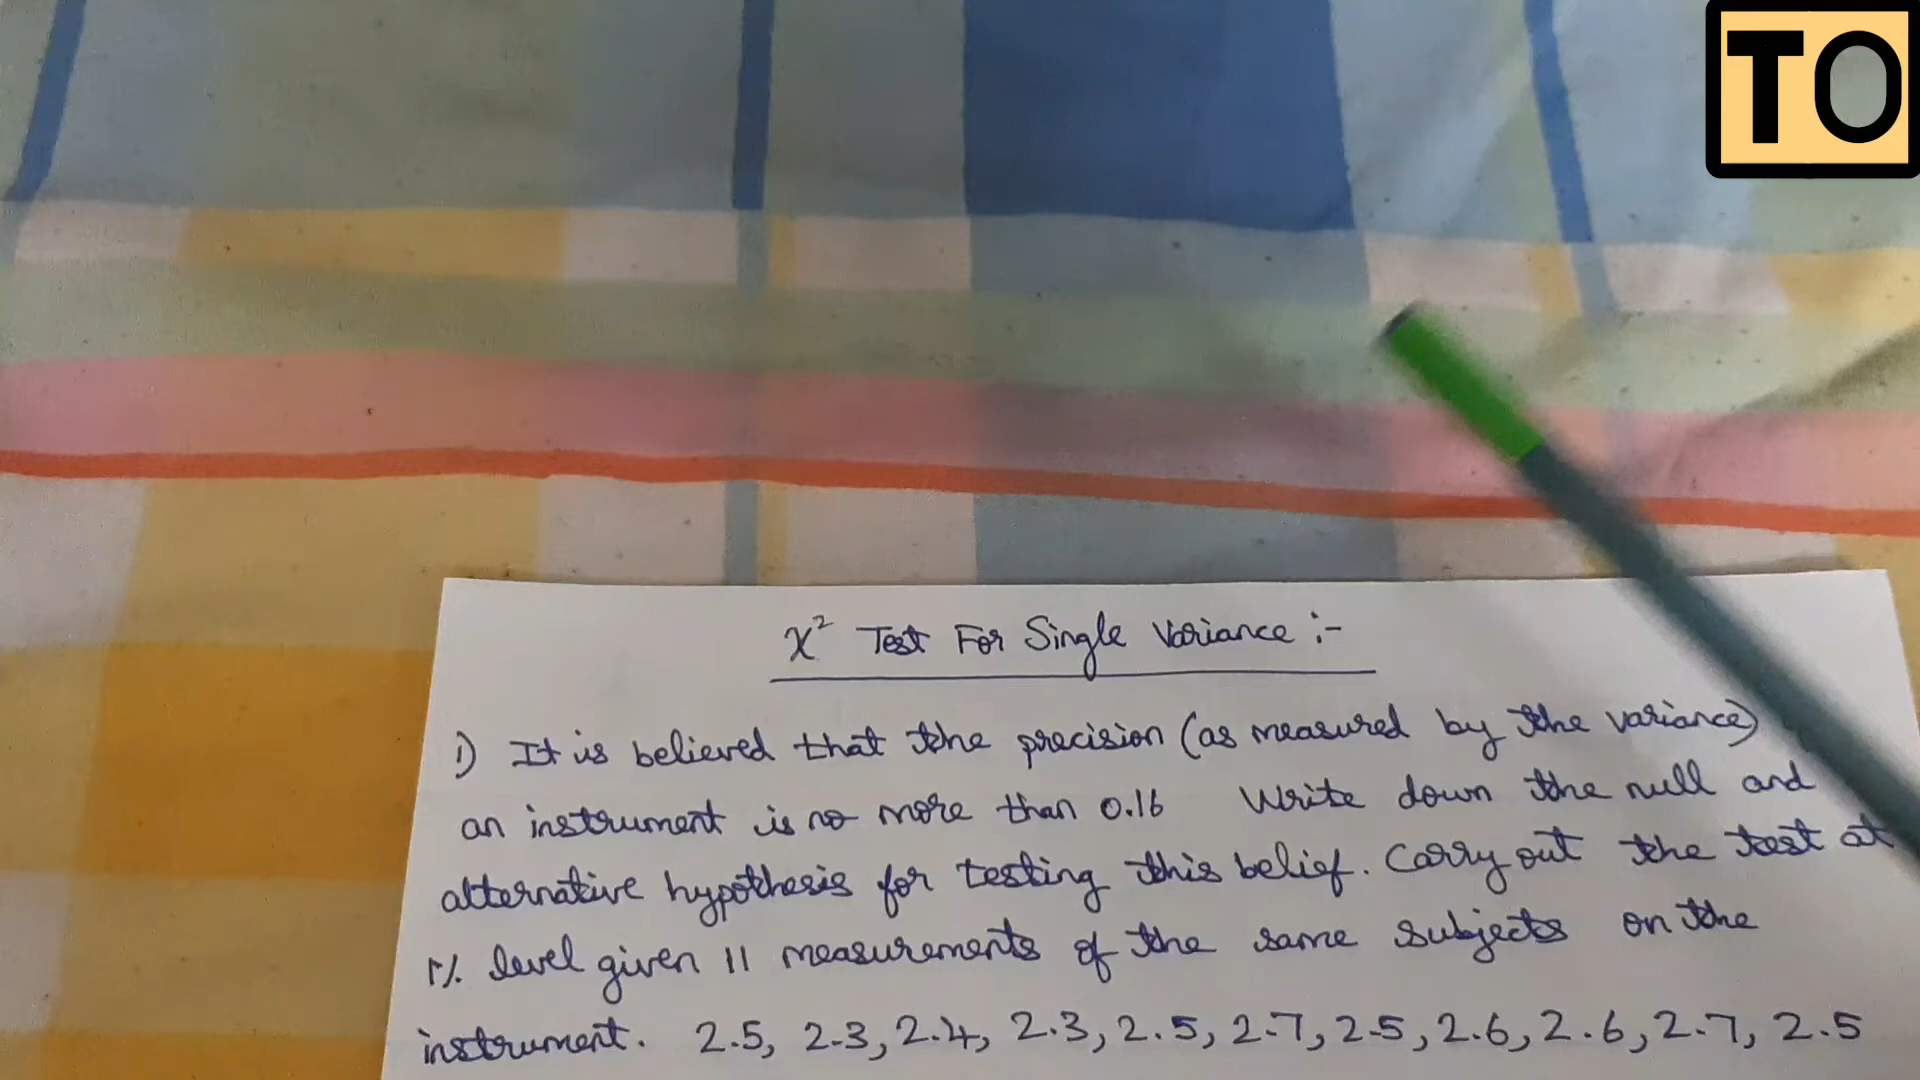 TO
χ² Test For Single Variance :-
1) It is believed that the precision (as measured by the variance)
an instrument is no more than 0.16 Write down the null and
alternative hypothesis for testing this belief. Carry out the test at
1% level given 11 measurements of the same subjects on the
instrument. 2.5, 2.3, 2.4, 2.3, 2.5, 2.7, 2.5, 2.6, 2.6, 2.7, 2.5